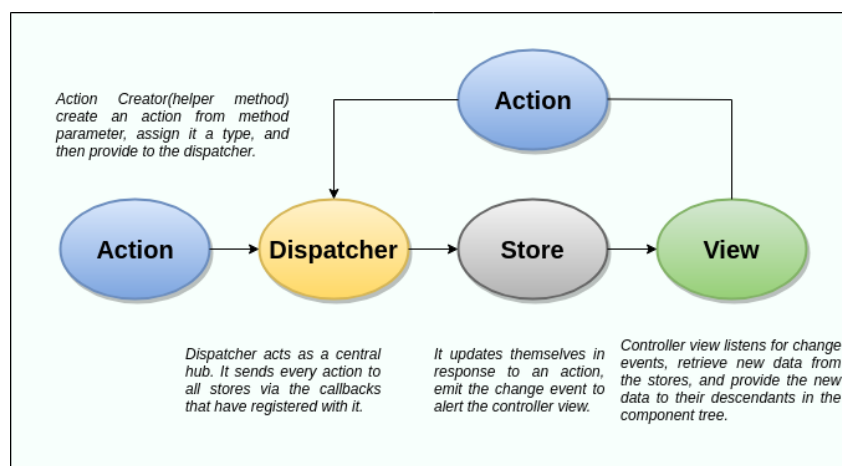 Action
Action Creator(helper method)
create an action from method
parameter, assign it a type, and
then provide to the dispatcher.
Action
Dispatcher
Store
View
Dispatcher acts as a central
hub. It sends every action to
all stores via the callbacks
that have registered with it.
It updates themselves in
response to an action,
emit the change event to
alert the controller view.
Controller view listens for change
events, retrieve new data from
the stores, and provide the new
data to their descendants in the
component tree.